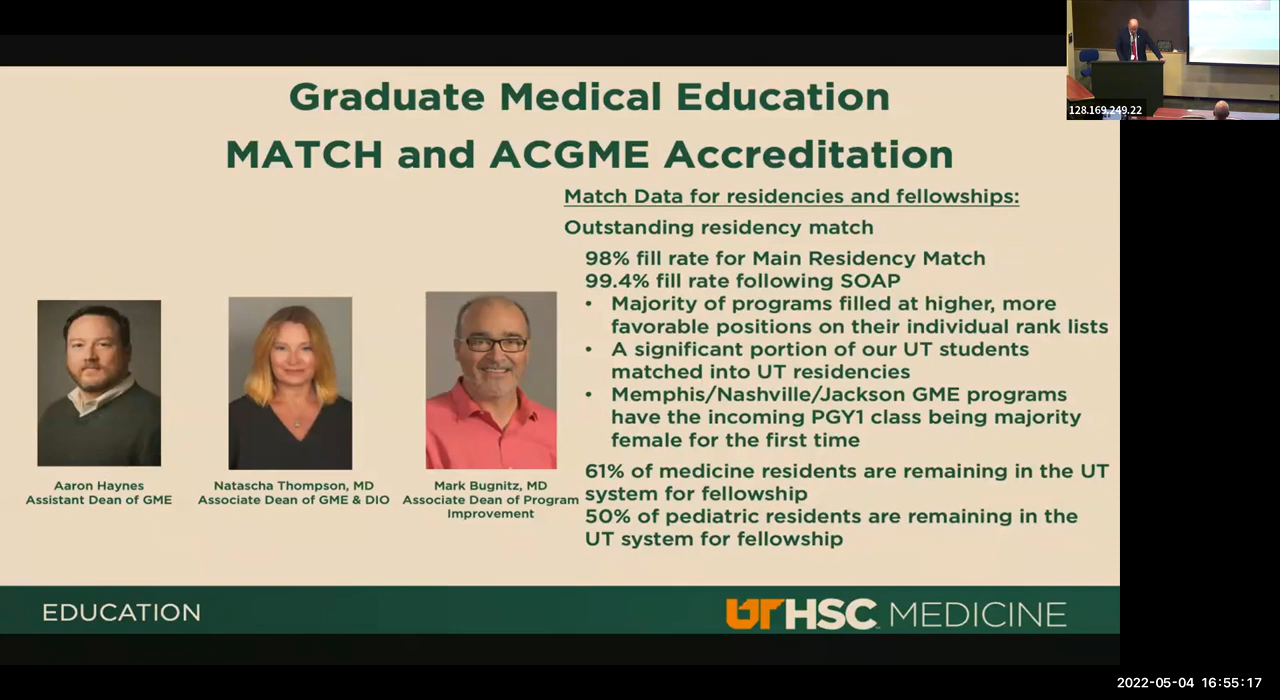 128.169.249.22
Graduate Medical Education
MATCH and ACGME Accreditation
Match Data for residencies and fellowships:
Outstanding residency match
98% fill rate for Main Residency Match
99.4% fill rate following SOAP
• Majority of programs filled at higher, more
favorable positions on their individual rank lists
• A significant portion of our UT students
matched into UT residencies
• Memphis/Nashville/Jackson GME programs
have the incoming PGY1 class being majority
female for the first time
61% of medicine residents are remaining in the UT
system for fellowship
50% of pediatric residents are remaining in the
UT system for fellowship
Aaron Haynes
Assistant Dean of GME
Natascha Thompson, MD
Associate Dean of GME & DIO
Mark Bugnitz, MD
Associate Dean of Program
Improvement
EDUCATION
UTHSC MEDICINE
2022-05-04 16:55:17